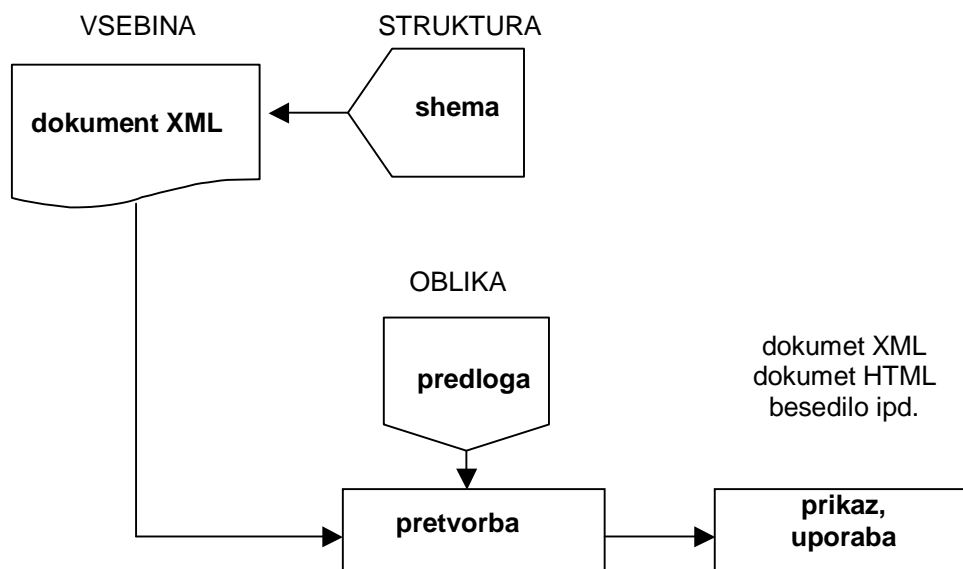 VSEBINA
STRUKTURA
dokument XML
shema
OBLIKA
predloga
dokumet XML
dokumet HTML
besedilo ipd.
pretvorba
prikaz,
uporaba